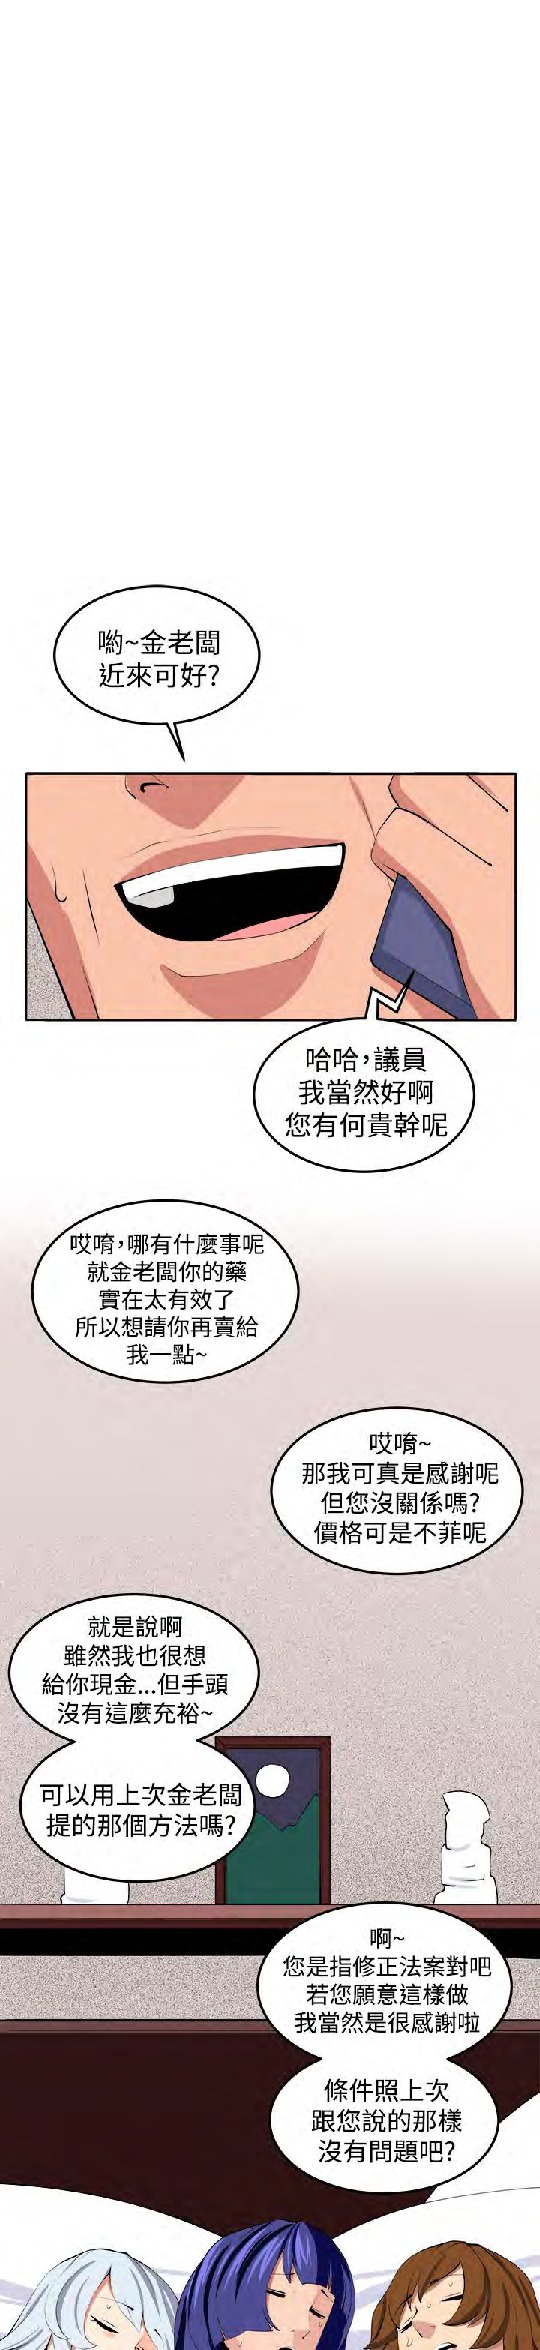 喲~金老闆
近來可好?
哈哈,議員
我當然好啊
您有何貴幹呢
哎唷,哪有什麼事呢
就金老闆你的藥
實在太有效了
所以想請你再賣給
我一點~
哎唷~
那我可真是感謝呢
但您沒關係嗎?
價格可是不菲呢
就是說啊
雖然我也很想
給你現金...但手頭
沒有這麼充裕~
可以用上次金老闆
提的那個方法嗎?
啊~
您是指修正法案對吧
若您願意這樣做
我當然是很感謝啦
條件照上次
跟您說的那樣
沒有問題吧?